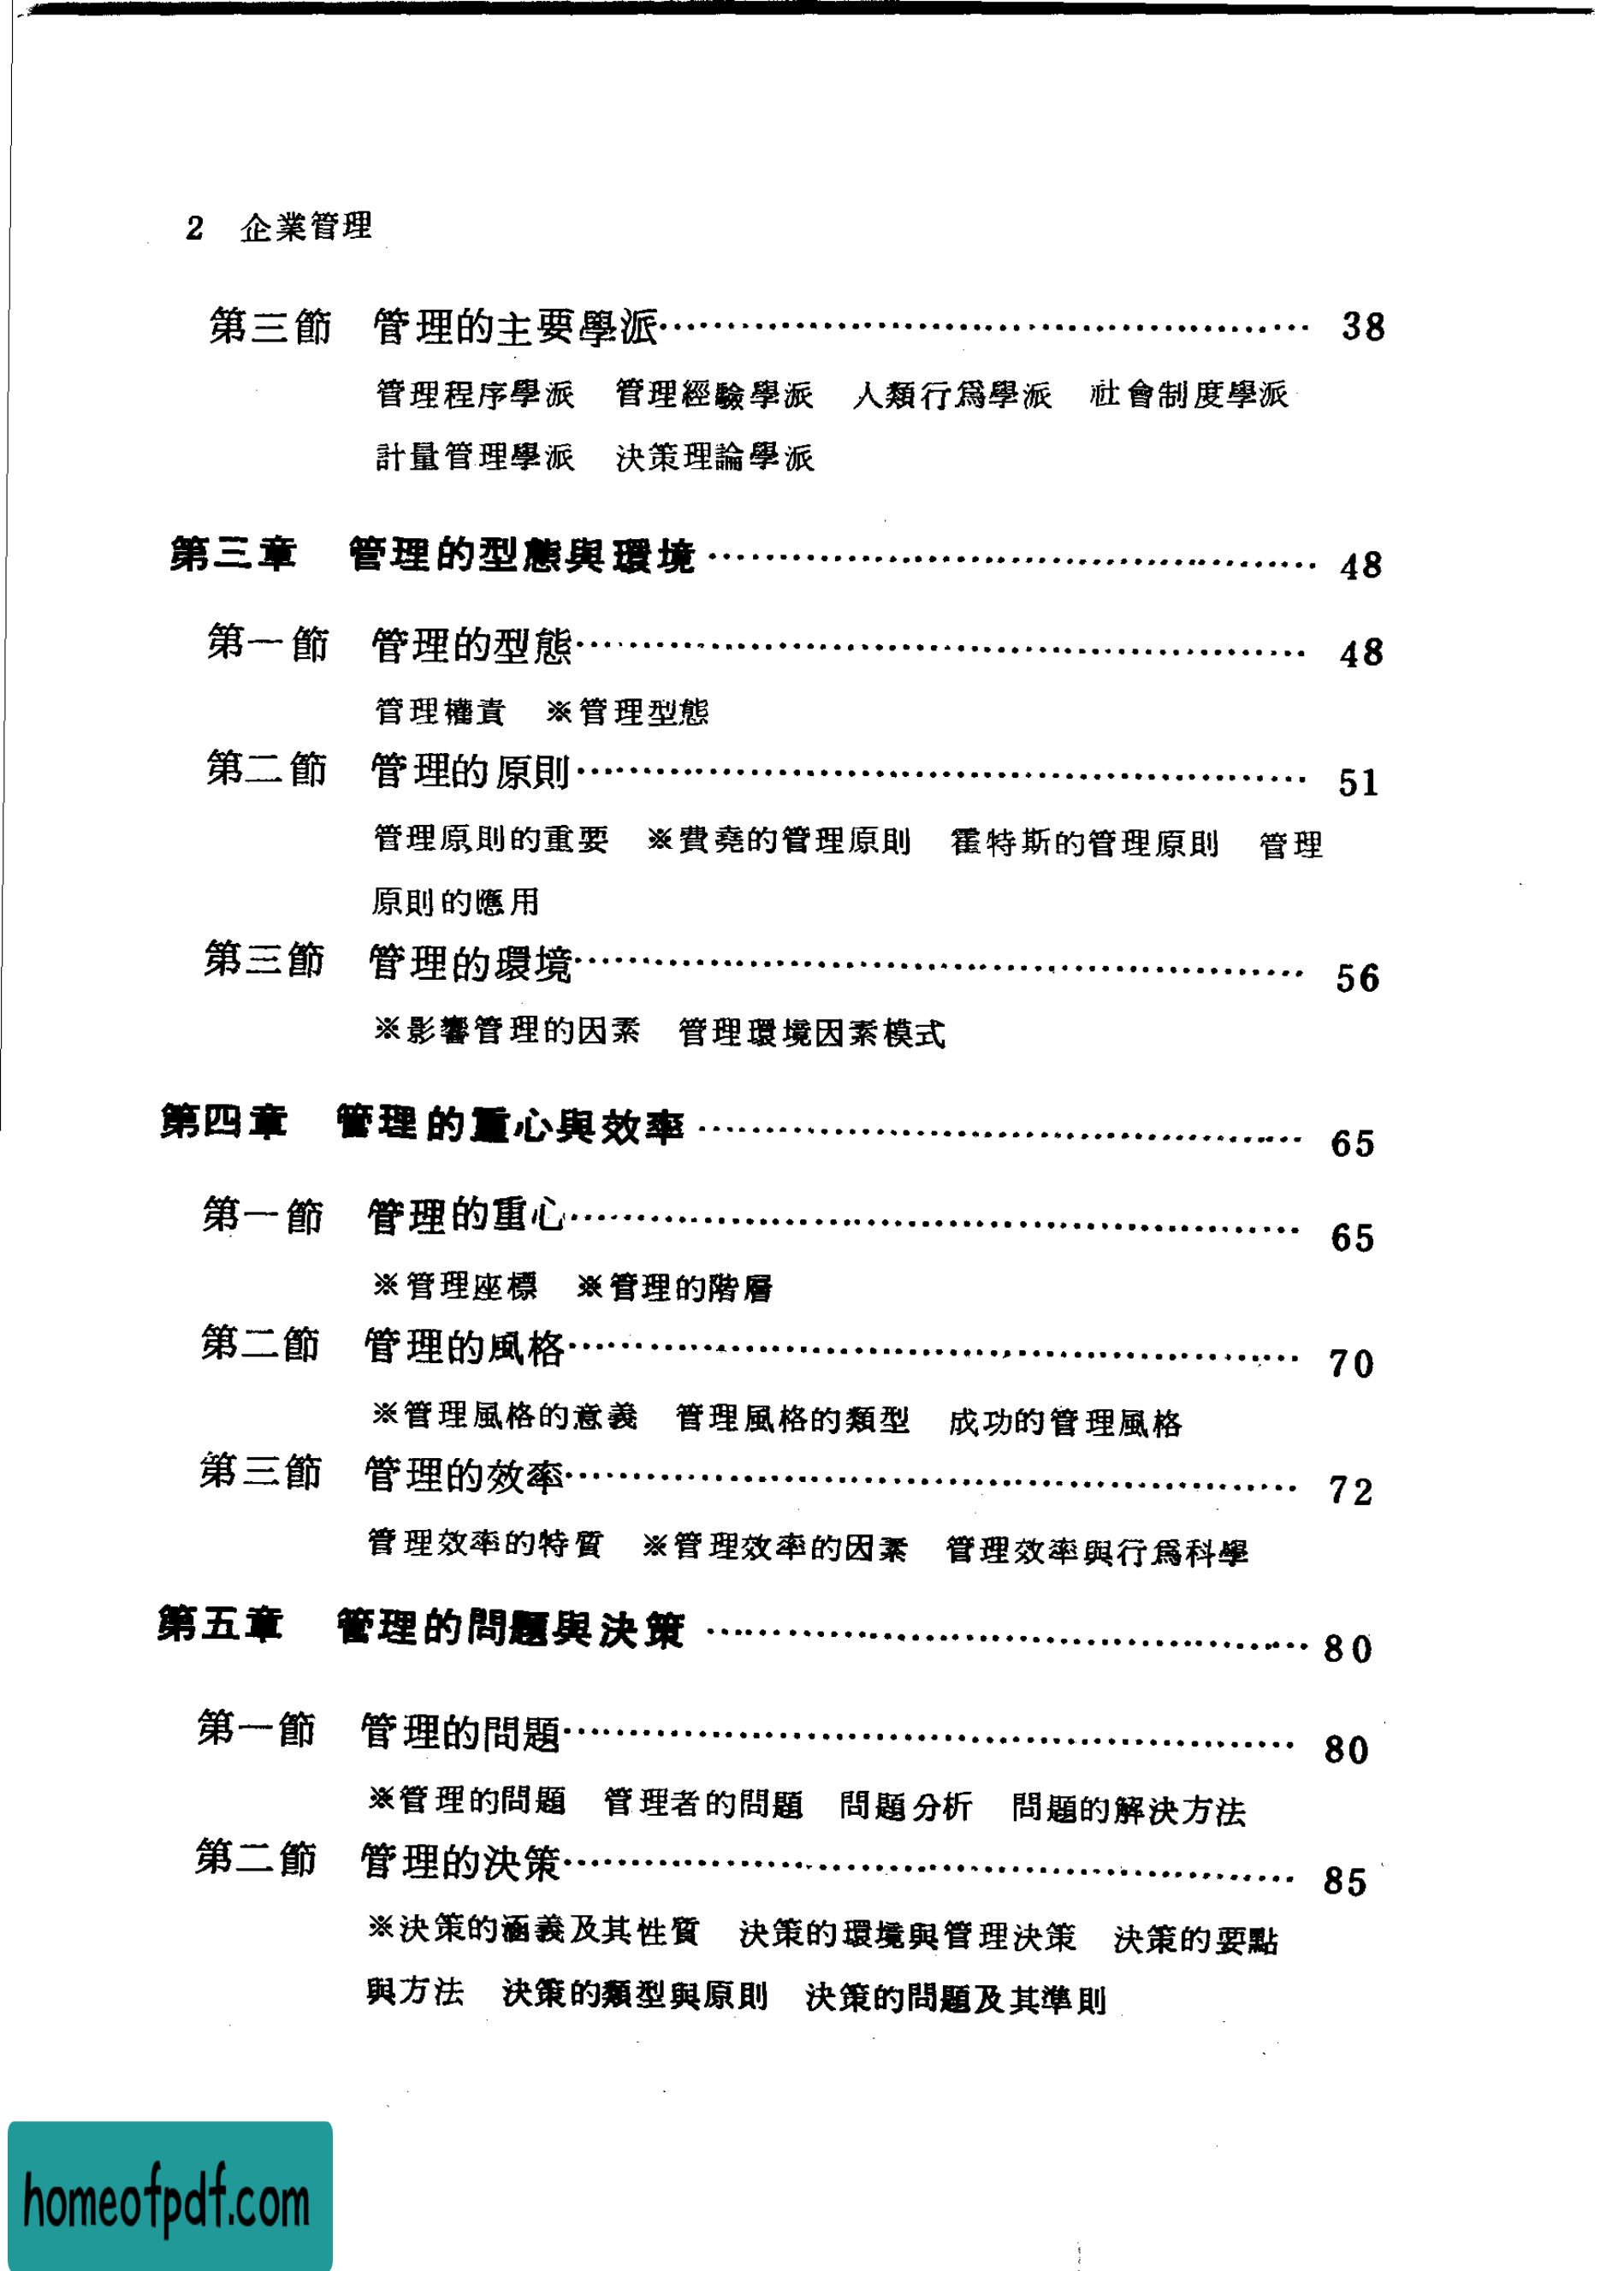 2 企業管理
第三節 管理的主要學派…………………………………… 38
管理程序學派 管理經驗學派 人類行爲學派 社會制度學派
計量管理學派 決策理論學派
第三章 管理的型態與環境…………………………………… 48
第一節 管理的型態…………………………………… 48
管理權責 ※管理型態
第二節 管理的原則…………………………………… 51
管理原則的重要 ※費堯的管理原則 霍特斯的管理原則 管理
原則的應用
第三節 管理的環境…………………………………… 56
※影響管理的因素 管理環境因素模式
第四章 管理的重心與效率…………………………………… 65
第一節 管理的重心…………………………………… 65
※管理座標 ※管理的階層
第二節 管理的風格…………………………………… 70
※管理風格的意義 管理風格的類型 成功的管理風格
第三節 管理的效率…………………………………… 72
管理效率的特質 ※管理效率的因素 管理效率與行爲科學
第五章 管理的問題與決策…………………………………… 80
第一節 管理的問題…………………………………… 80
※管理的問題 管理者的問題 問題分析 問題的解決方法
第二節 管理的決策…………………………………… 85
※決策的涵義及其性質 決策的環境與管理決策 決策的要點
與方法 決策的類型與原則 決策的問題及其準則
homeofpdf.com